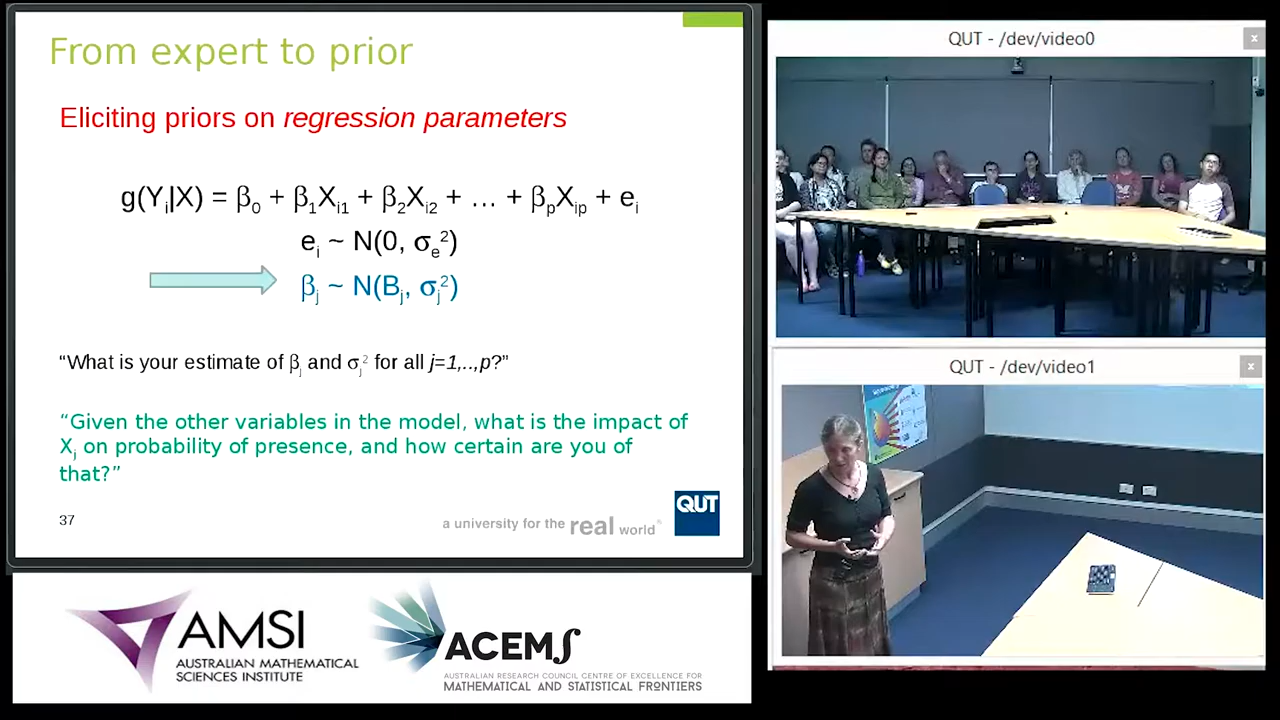 From expert to prior
Eliciting priors on regression parameters
g(Yi|X) = β0 + β1Xi1 + β2Xi2 + … + βpXip + ei
ei ~ N(0, σe²)
βj ~ N(Bj, σj²)
“What is your estimate of βj and σj² for all j=1,..,p?”
“Given the other variables in the model, what is the impact of
Xj on probability of presence, and how certain are you of
that?”
37
a university for the real world
QUT
AMSI
AUSTRALIAN MATHEMATICAL
SCIENCES INSTITUTE
ACEMS
AUSTRALIAN RESEARCH COUNCIL CENTRE OF EXCELLENCE FOR
MATHEMATICAL AND STATISTICAL FRONTIERS
QUT - /dev/video0
x
QUT - /dev/video1
x